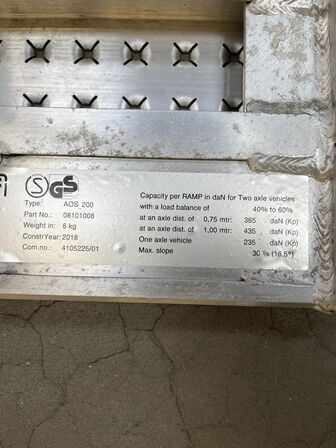 GS
Type: AOS 200
Part No.: 08101008
Weight in: 6 kg
ConstrYear: 2018
Com.no.: 4105225/01
Capacity per RAMP in daN for Two axle vehicles
with a load balance of 40% to 60%
at an axle dist. of 0,75 mtr: 365 daN (Kp)
at an axle dist. of 1,00 mtr: 435 daN (Kp)
One axle vehicle 235 daN (Kp)
Max. slope 30 % (16,5°)